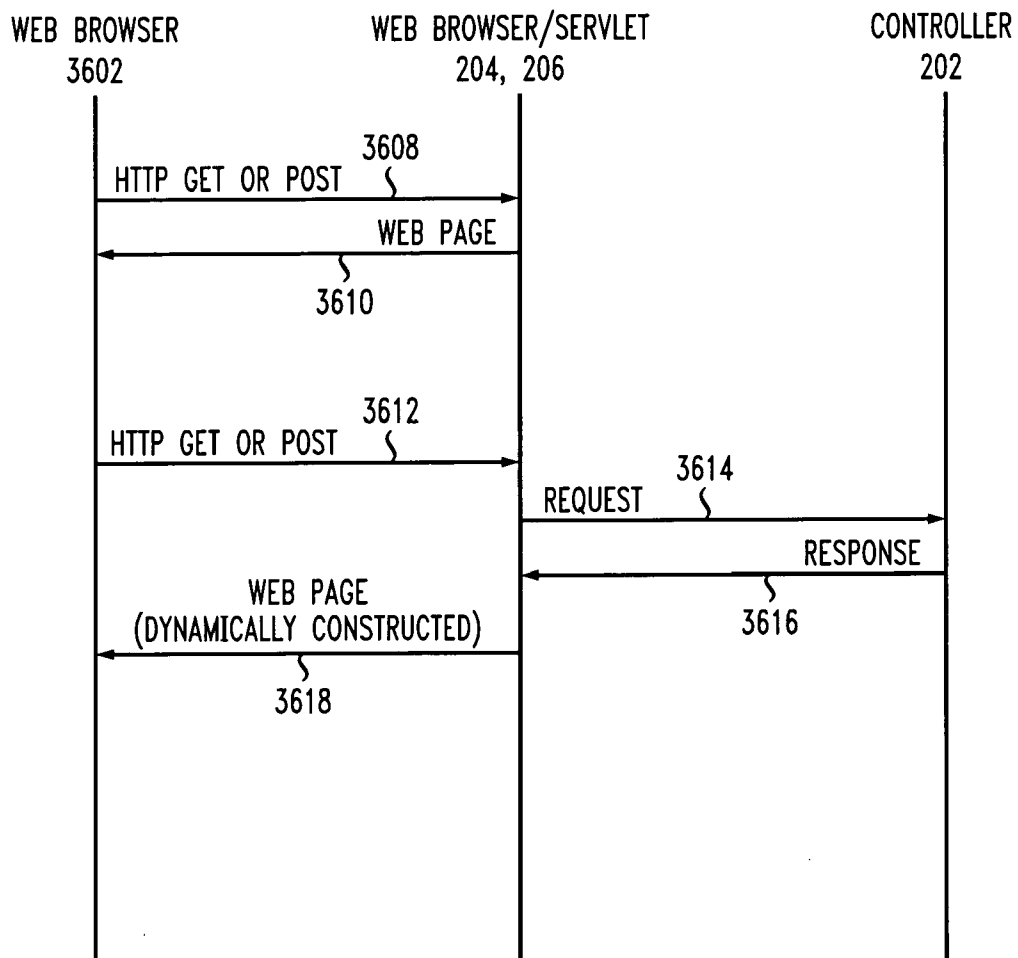 WEB BROWSER
3602
WEB BROWSER/SERVLET
204, 206
CONTROLLER
202
3608
HTTP GET OR POST
WEB PAGE
3610
3612
HTTP GET OR POST
3614
REQUEST
RESPONSE
3616
WEB PAGE
(DYNAMICALLY CONSTRUCTED)
3618